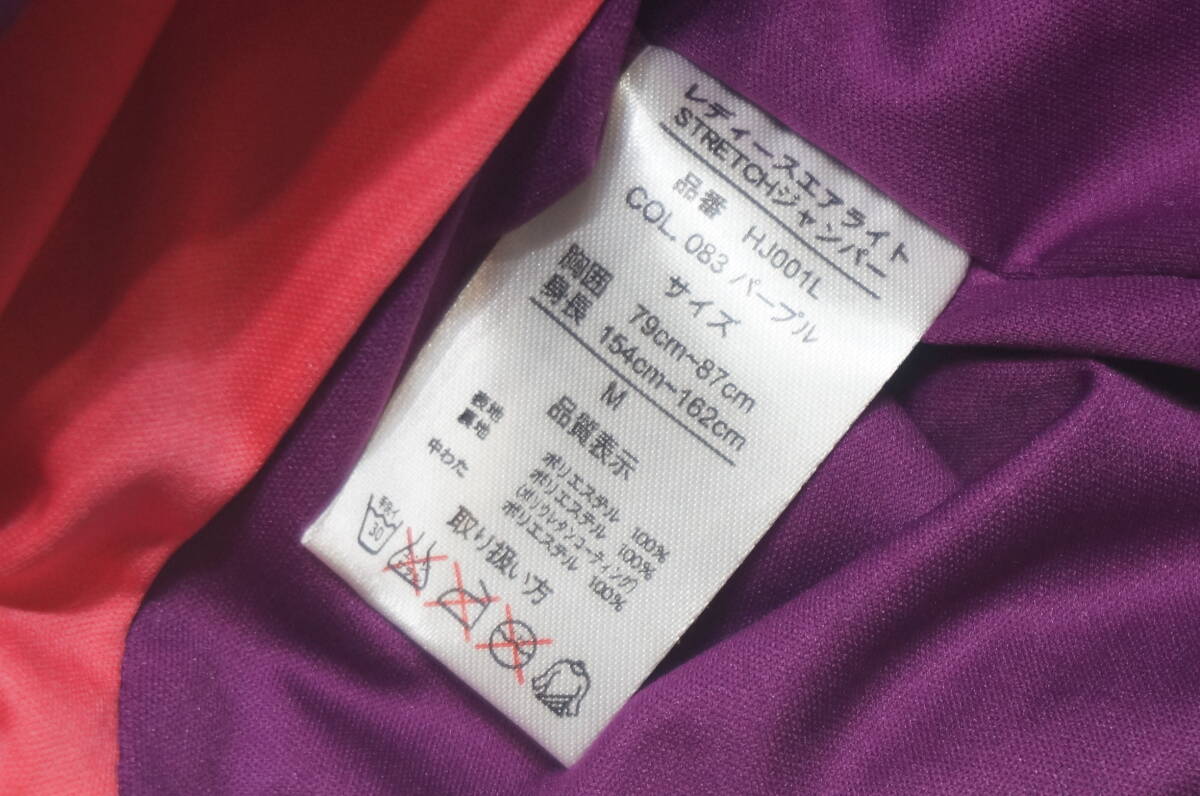 レディースエアライト
STRETCHジャンパー
品番 HJ001L
COL. 083 パープル
サイズ
胸囲 79cm~87cm
身長 154cm~162cm
M
品質表示
表地 ポリエステル 100%
裏地 ポリエステル 100%
(ポリウレタンコーティング)
中わた ポリエステル 100%
取り扱い方
手洗イ
30